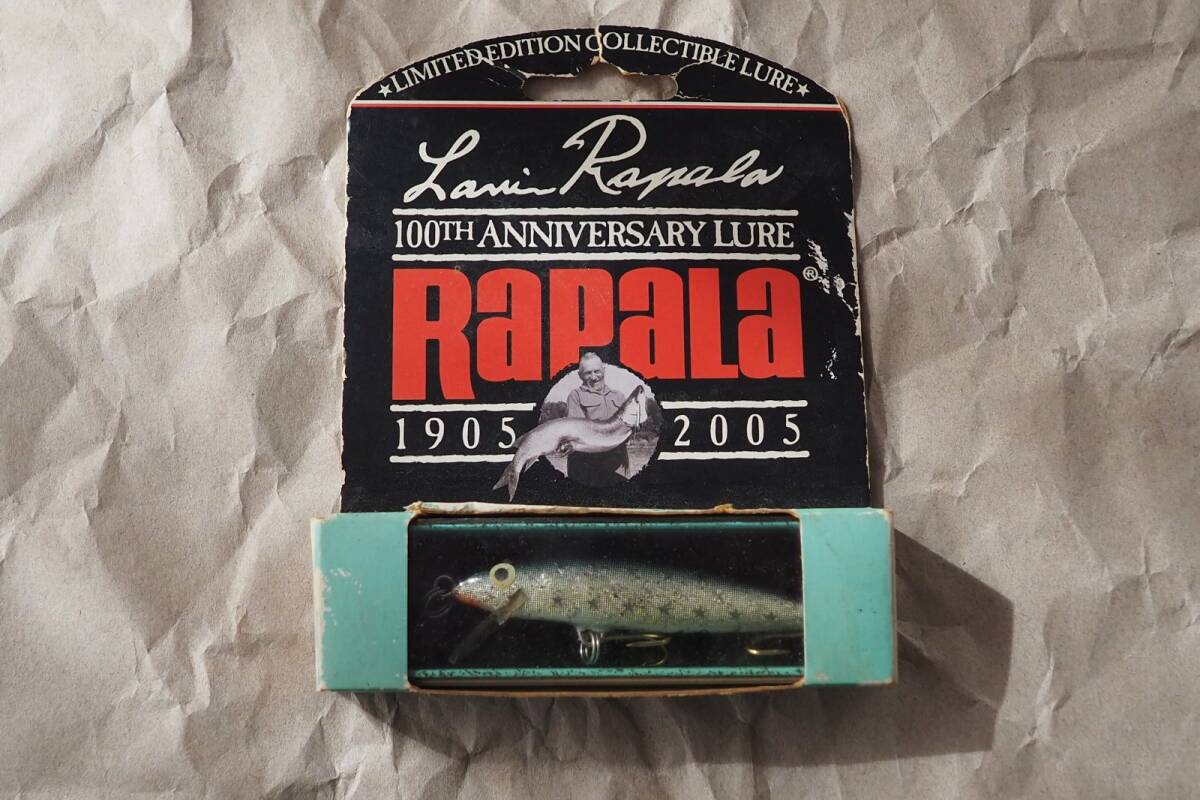 ★LIMITED EDITION COLLECTIBLE LURE★
Lauri Rapala
100TH ANNIVERSARY LURE
RAPALA®
1905 2005